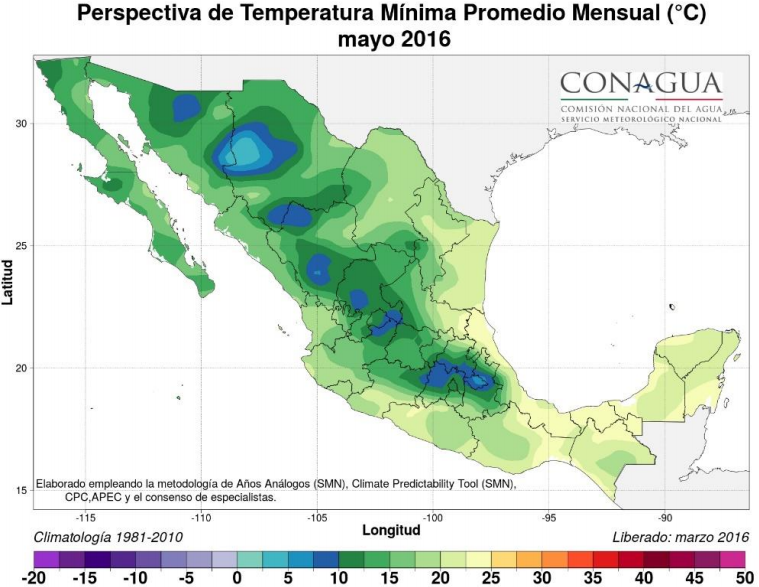 Perspectiva de Temperatura Mínima Promedio Mensual (°C)
mayo 2016
CONAGUA
COMISIÓN NACIONAL DEL AGUA
SERVICIO METEOROLÓGICO NACIONAL
30
25
20
15
Latitud
Elaborado empleando la metodología de Años Análogos (SMN), Climate Predictability Tool (SMN),
CPC,APEC y el consenso de especialistas.
-115 -110 -105 -100 -95 -90
Longitud
Climatología 1981-2010
Liberado: marzo 2016
-20 -15 -10 -5 0 5 10 15 20 25 30 35 40 45 50